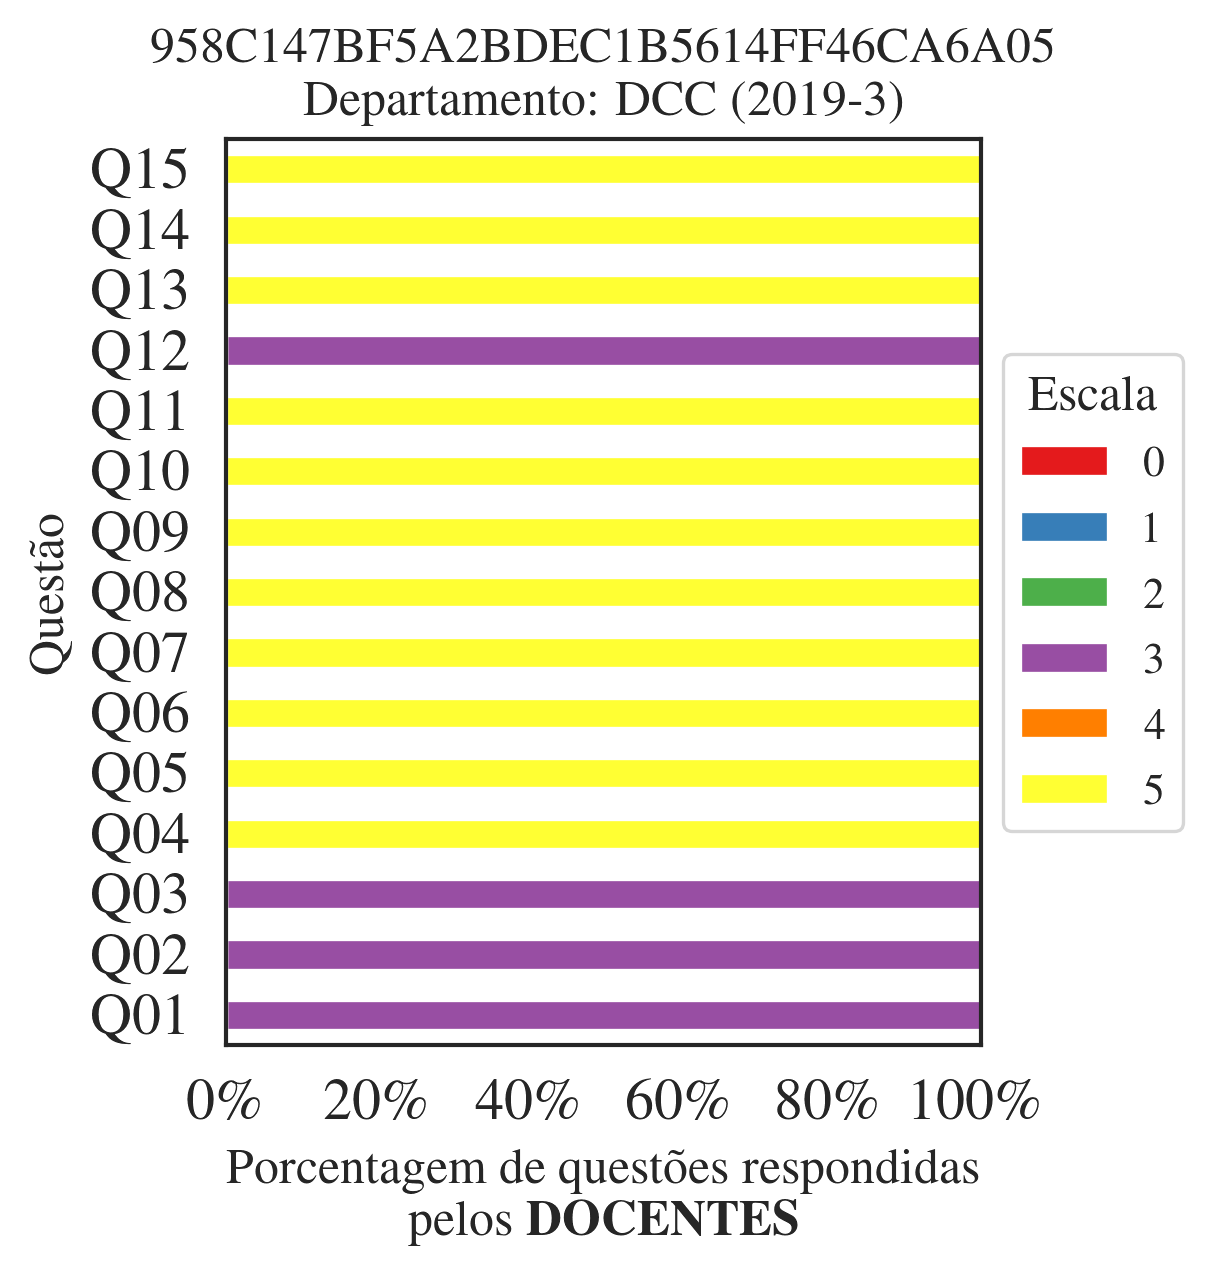 958C147BF5A2BDEC1B5614FF46CA6A05
Departamento: DCC (2019-3)
Questão
Q15
Q14
Q13
Q12
Q11
Q10
Q09
Q08
Q07
Q06
Q05
Q04
Q03
Q02
Q01
Escala
0
1
2
3
4
5
0% 20% 40% 60% 80% 100%
Porcentagem de questões respondidas
pelos DOCENTES